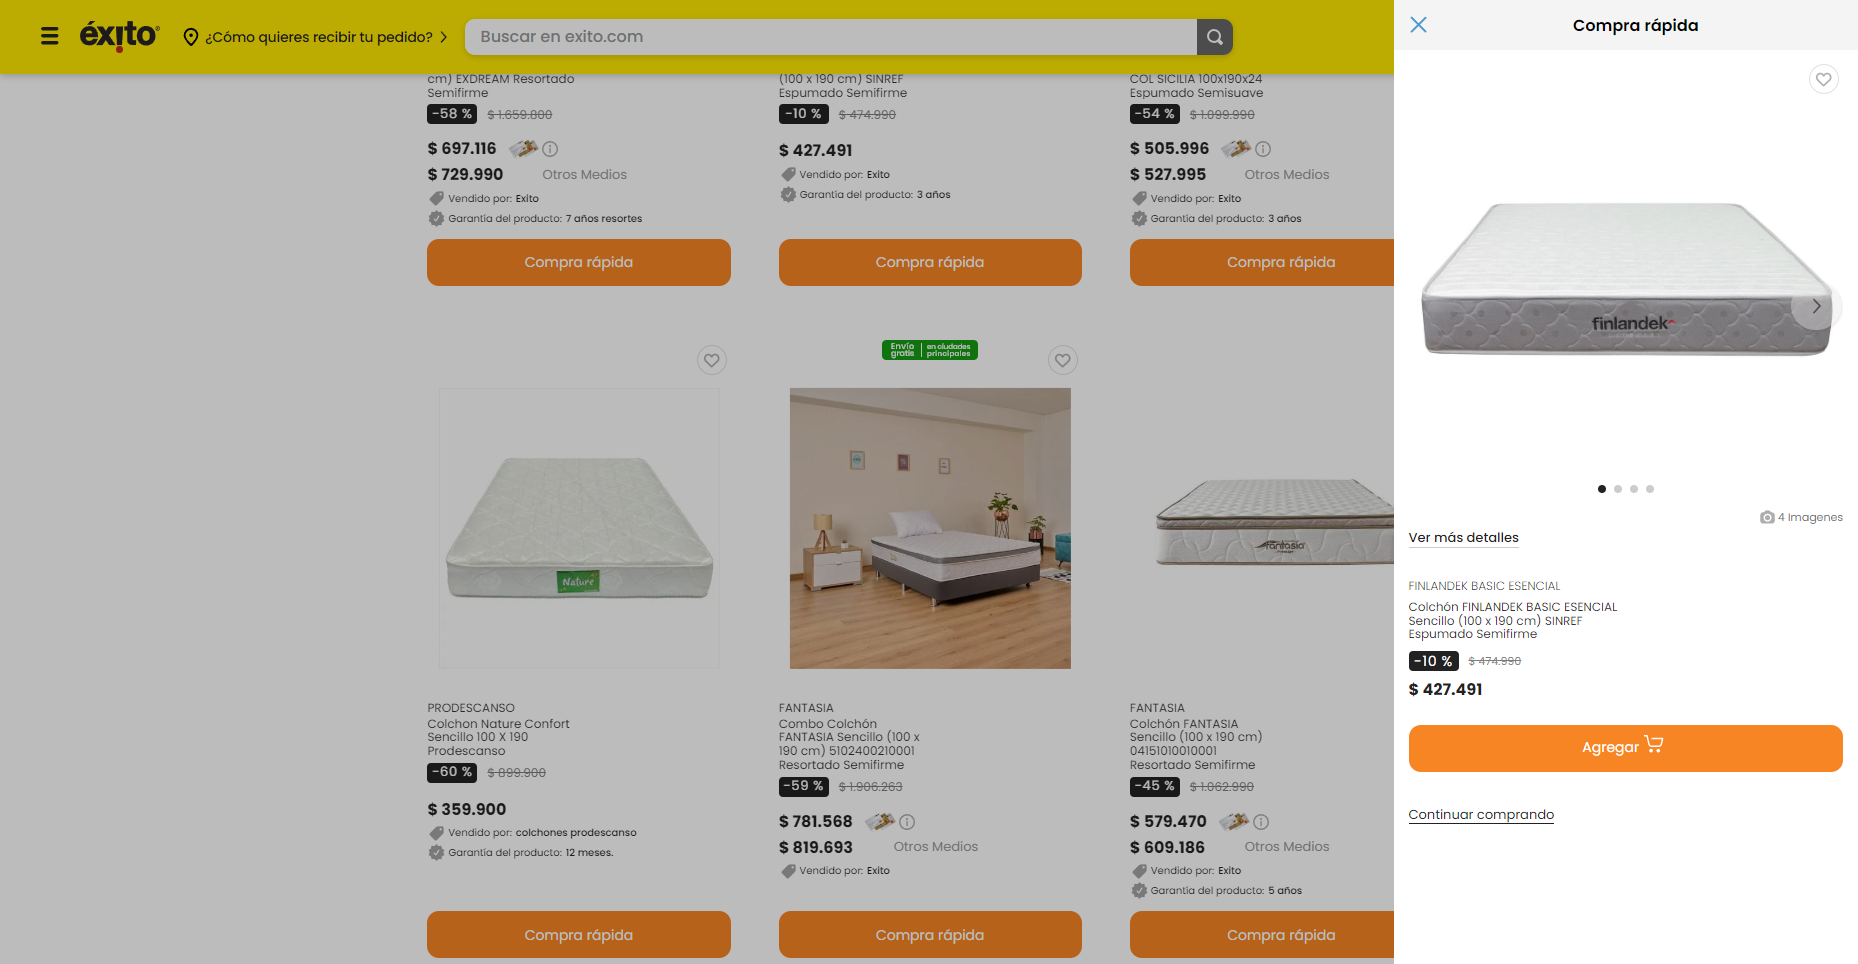 éxito
¿Cómo quieres recibir tu pedido?
Buscar en exito.com
cm) EXDREAM Resortado
Semifirme
-58 % $ 1.659.800
$ 697.116
$ 729.990 Otros Medios
Vendido por: Exito
Garantía del producto: 7 años resortes
Compra rápida
(100 x 190 cm) SINREF
Espumado Semifirme
-10 % $ 474.990
$ 427.491
Vendido por: Exito
Garantía del producto: 3 años
Compra rápida
COL SICILIA 100x190x24
Espumado Semisuave
-54 % $ 1.099.990
$ 505.996
$ 527.995 Otros Medios
Vendido por: Exito
Garantía del producto: 3 años
Compra rápida
Nature
PRODESCANSO
Colchon Nature Confort
Sencillo 100 X 190
Prodescanso
-60 % $ 899.900
$ 359.900
Vendido por: colchones prodescanso
Garantía del producto: 12 meses.
Compra rápida
Envío
gratis
en ciudades
principales
FANTASIA
Combo Colchón
FANTASIA Sencillo (100 x
190 cm) 5102400210001
Resortado Semifirme
-59 % $ 1.906.263
$ 781.568
$ 819.693 Otros Medios
Vendido por: Exito
Compra rápida
fantasia
FANTASIA
Colchón FANTASIA
Sencillo (100 x 190 cm)
04151010010001
Resortado Semifirme
-45 % $ 1.062.990
$ 579.470
$ 609.186 Otros Medios
Vendido por: Exito
Garantía del producto: 5 años
Compra rápida
Compra rápida
finlandek
4 Imagenes
Ver más detalles
FINLANDEK BASIC ESENCIAL
Colchón FINLANDEK BASIC ESENCIAL
Sencillo (100 x 190 cm) SINREF
Espumado Semifirme
-10 % $ 474.990
$ 427.491
Agregar
Continuar comprando